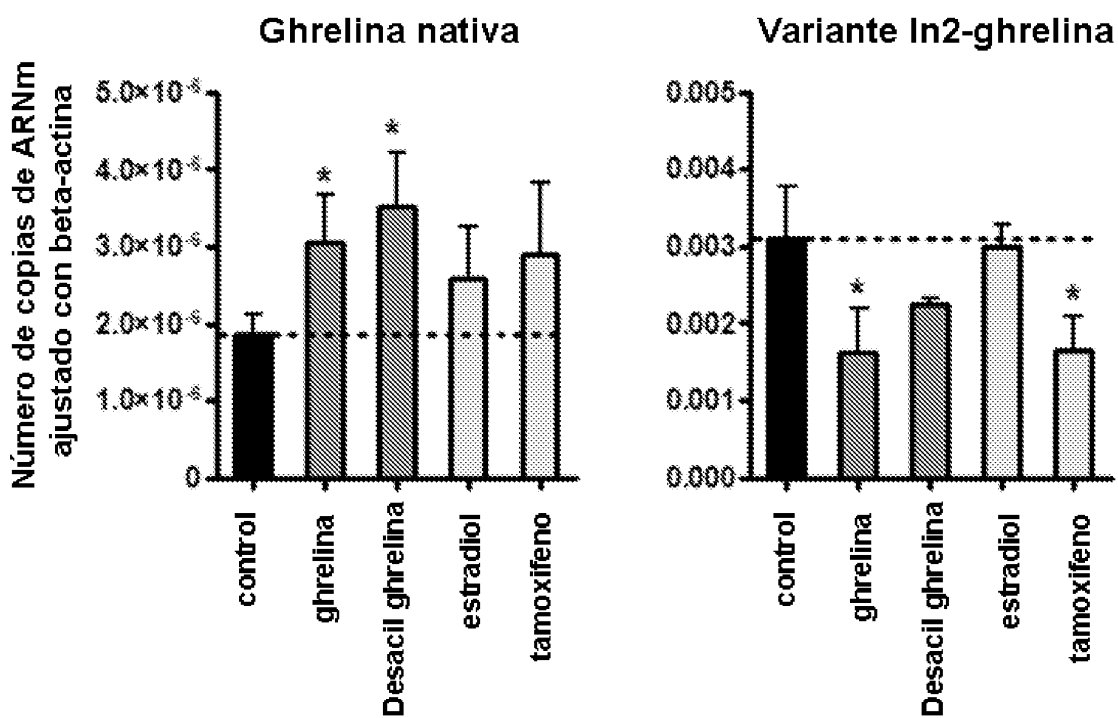 Ghrelina nativa
Variante In2-ghrelina
Número de copias de ARNm
ajustado con beta-actina
5.0×10⁻⁶
4.0×10⁻⁶
3.0×10⁻⁶
2.0×10⁻⁶
1.0×10⁻⁶
0
*
*
control
ghrelina
Desacil ghrelina
estradiol
tamoxifeno
0.005
0.004
0.003
0.002
0.001
0.000
*
*
control
ghrelina
Desacil ghrelina
estradiol
tamoxifeno